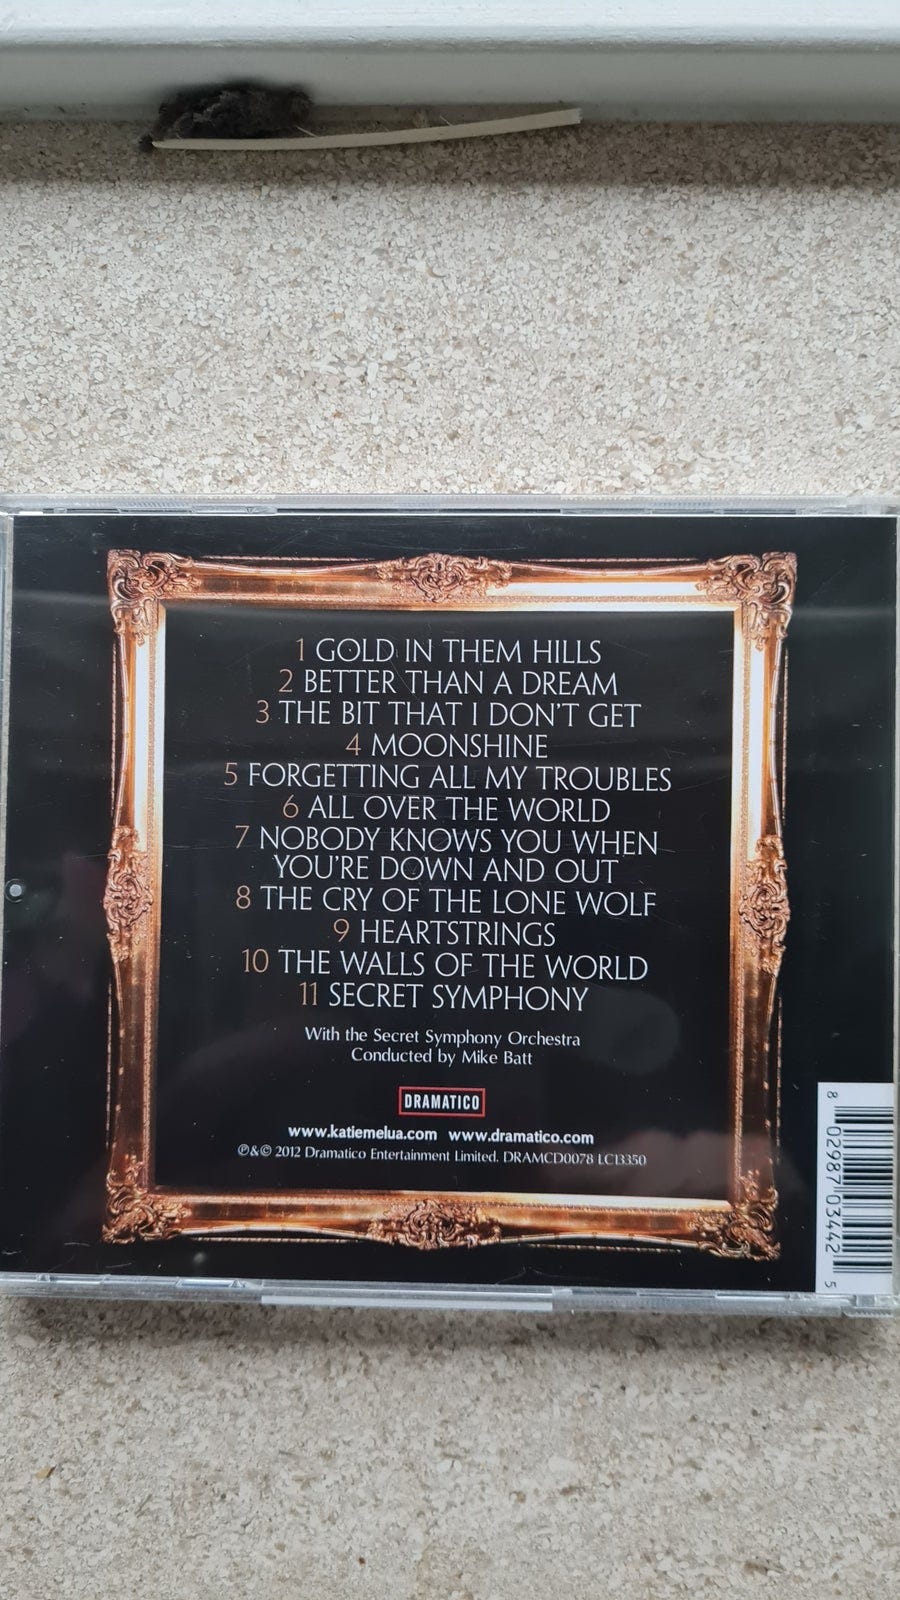 1 GOLD IN THEM HILLS
2 BETTER THAN A DREAM
3 THE BIT THAT I DON'T GET
4 MOONSHINE
5 FORGETTING ALL MY TROUBLES
6 ALL OVER THE WORLD
7 NOBODY KNOWS YOU WHEN
YOU'RE DOWN AND OUT
8 THE CRY OF THE LONE WOLF
9 HEARTSTRINGS
10 THE WALLS OF THE WORLD
11 SECRET SYMPHONY
With the Secret Symphony Orchestra
Conducted by Mike Batt
DRAMATICO
www.katiemelua.com www.dramatico.com
℗&© 2012 Dramatico Entertainment Limited. DRAMCD0078 LC13350
8 02987 03442 5